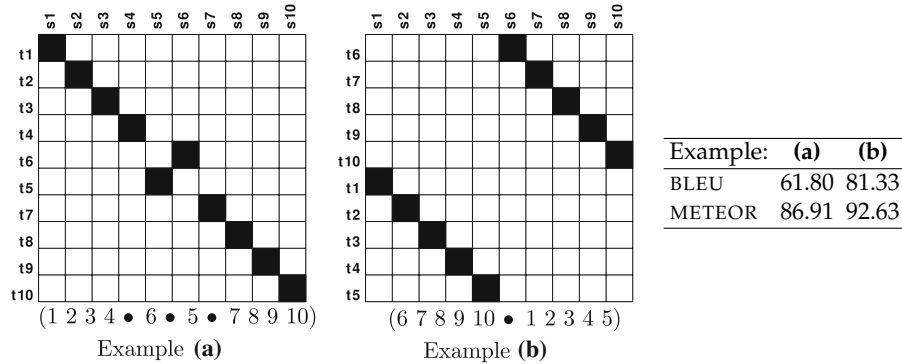 s1 s2 s3 s4 s5 s6 s7 s8 s9 s10
t1
t2
t3
t4
t6
t5
t7
t8
t9
t10
(1 2 3 4 • 6 • 5 • 7 8 9 10)
Example (a)
s1 s2 s3 s4 s5 s6 s7 s8 s9 s10
t6
t7
t8
t9
t10
t1
t2
t3
t4
t5
(6 7 8 9 10 • 1 2 3 4 5)
Example (b)
Example: (a) (b)
BLEU 61.80 81.33
METEOR 86.91 92.63